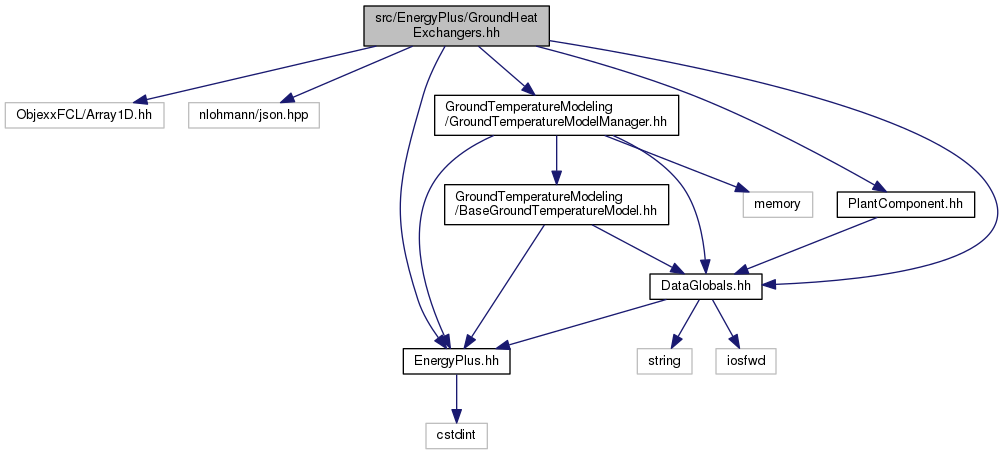 src/EnergyPlus/GroundHeat
Exchangers.hh
ObjexxFCL/Array1D.hh
nlohmann/json.hpp
GroundTemperatureModeling
/GroundTemperatureModelManager.hh
GroundTemperatureModeling
/BaseGroundTemperatureModel.hh
memory
PlantComponent.hh
DataGlobals.hh
EnergyPlus.hh
string
iosfwd
cstdint